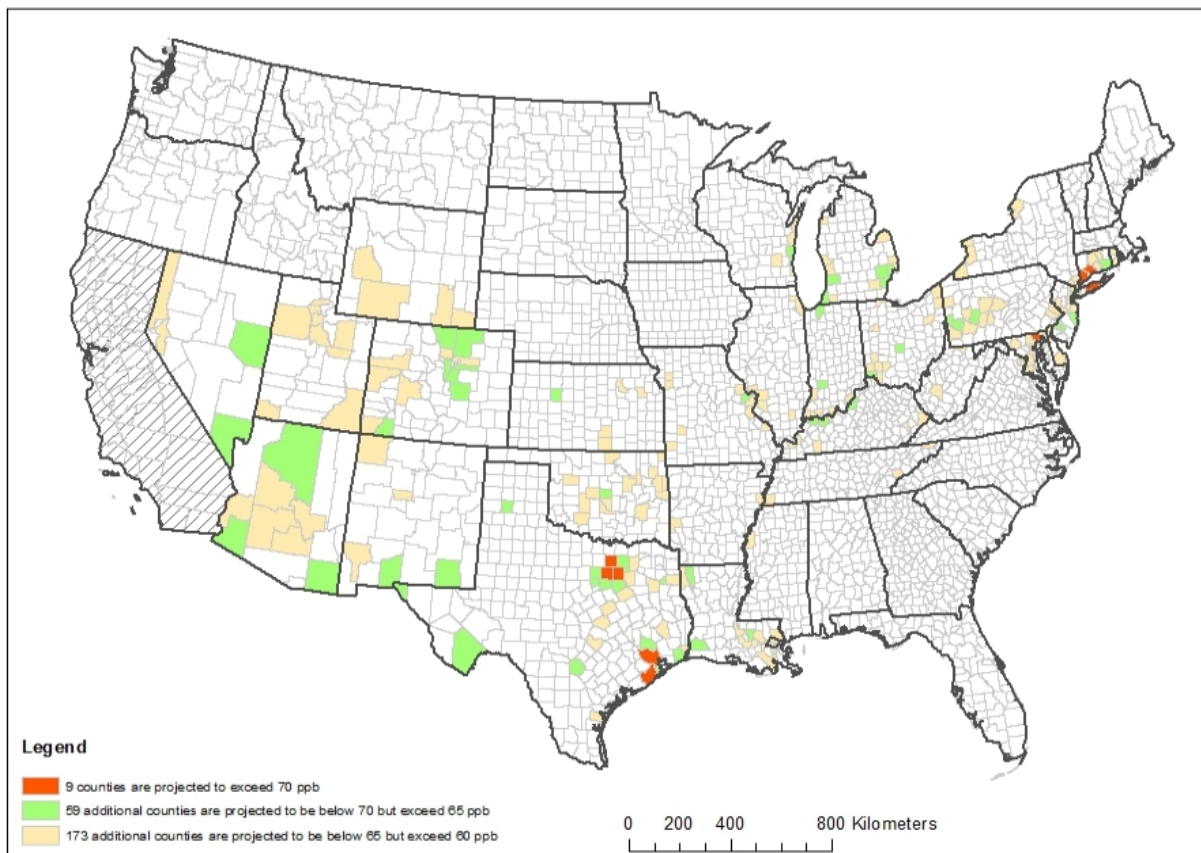 Legend
9 counties are projected to exceed 70 ppb
59 additional counties are projected to be below 70 but exceed 65 ppb
173 additional counties are projected to be below 65 but exceed 60 ppb
0 200 400 800 Kilometers